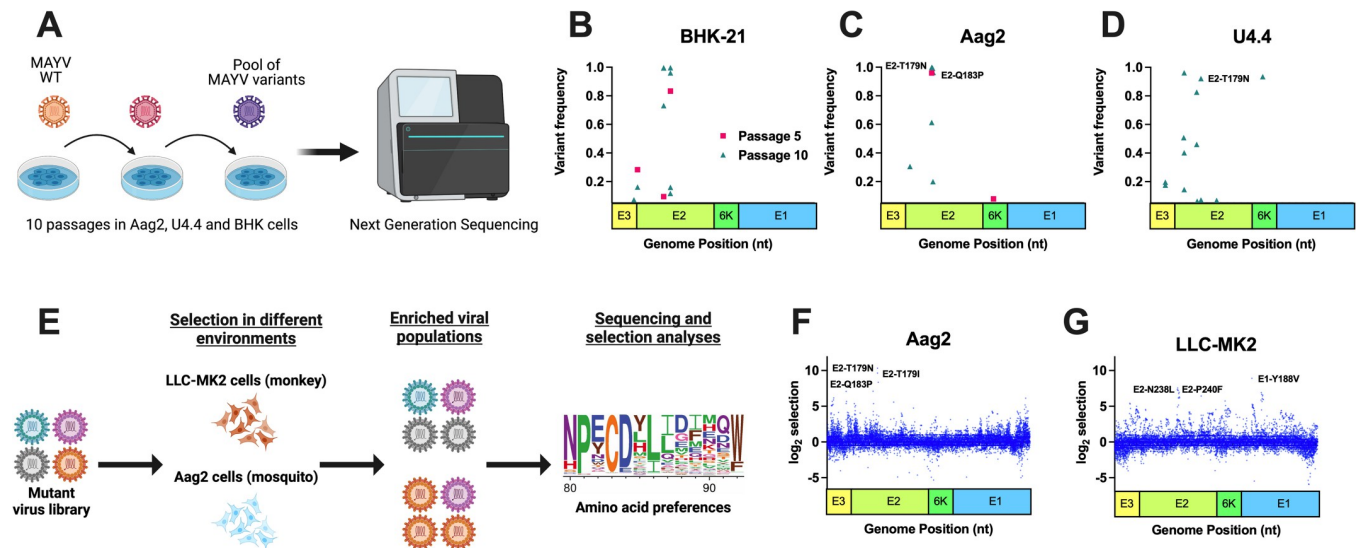 A
MAYV
WT
Pool of
MAYV variants
10 passages in Aag2, U4.4 and BHK cells
Next Generation Sequencing
B
BHK-21
Variant frequency
1.0
0.8
0.6
0.4
0.2
Passage 5
Passage 10
E3
E2
6K
E1
Genome Position (nt)
C
Aag2
Variant frequency
1.0
0.8
0.6
0.4
0.2
E2-T179N
E2-Q183P
E3
E2
6K
E1
Genome Position (nt)
D
U4.4
Variant frequency
1.0
0.8
0.6
0.4
0.2
E2-T179N
E3
E2
6K
E1
Genome Position (nt)
E
Mutant
virus library
Selection in different
environments
LLC-MK2 cells (monkey)
Aag2 cells (mosquito)
Enriched viral
populations
Sequencing and
selection analyses
80
90
Amino acid preferences
F
Aag2
log2 selection
10
5
0
-5
E2-T179N
E2-T179I
E2-Q183P
E3
E2
6K
E1
Genome Position (nt)
G
LLC-MK2
log2 selection
10
5
0
-5
E2-N238L
E2-P240F
E1-Y188V
E3
E2
6K
E1
Genome Position (nt)